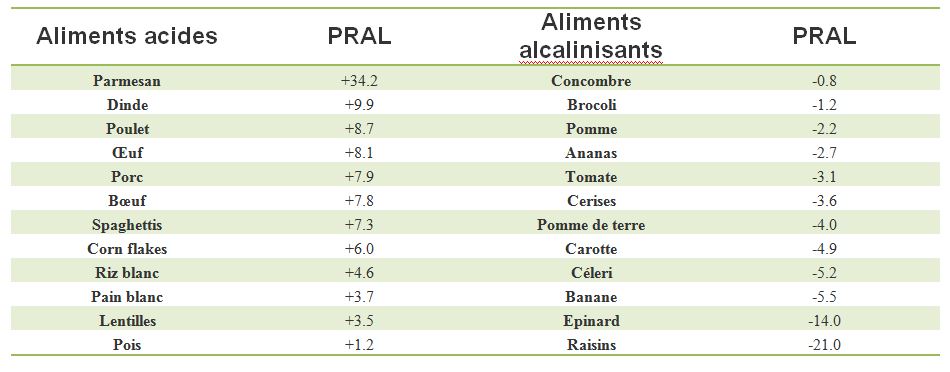 Aliments acides PRAL Aliments alcalinisants PRAL
Parmesan +34.2 Concombre -0.8
Dinde +9.9 Brocoli -1.2
Poulet +8.7 Pomme -2.2
Œuf +8.1 Ananas -2.7
Porc +7.9 Tomate -3.1
Bœuf +7.8 Cerises -3.6
Spaghettis +7.3 Pomme de terre -4.0
Corn flakes +6.0 Carotte -4.9
Riz blanc +4.6 Céleri -5.2
Pain blanc +3.7 Banane -5.5
Lentilles +3.5 Epinard -14.0
Pois +1.2 Raisins -21.0